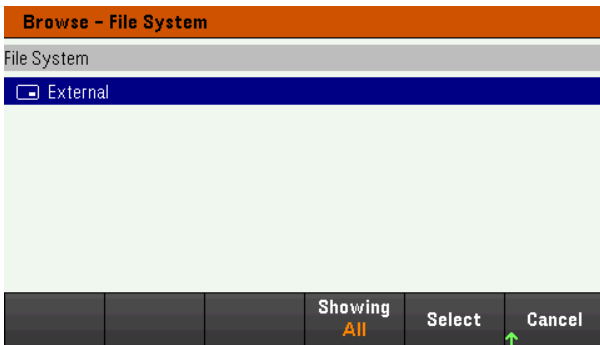 Browse - File System
File System
External
Showing
All
Select
Cancel